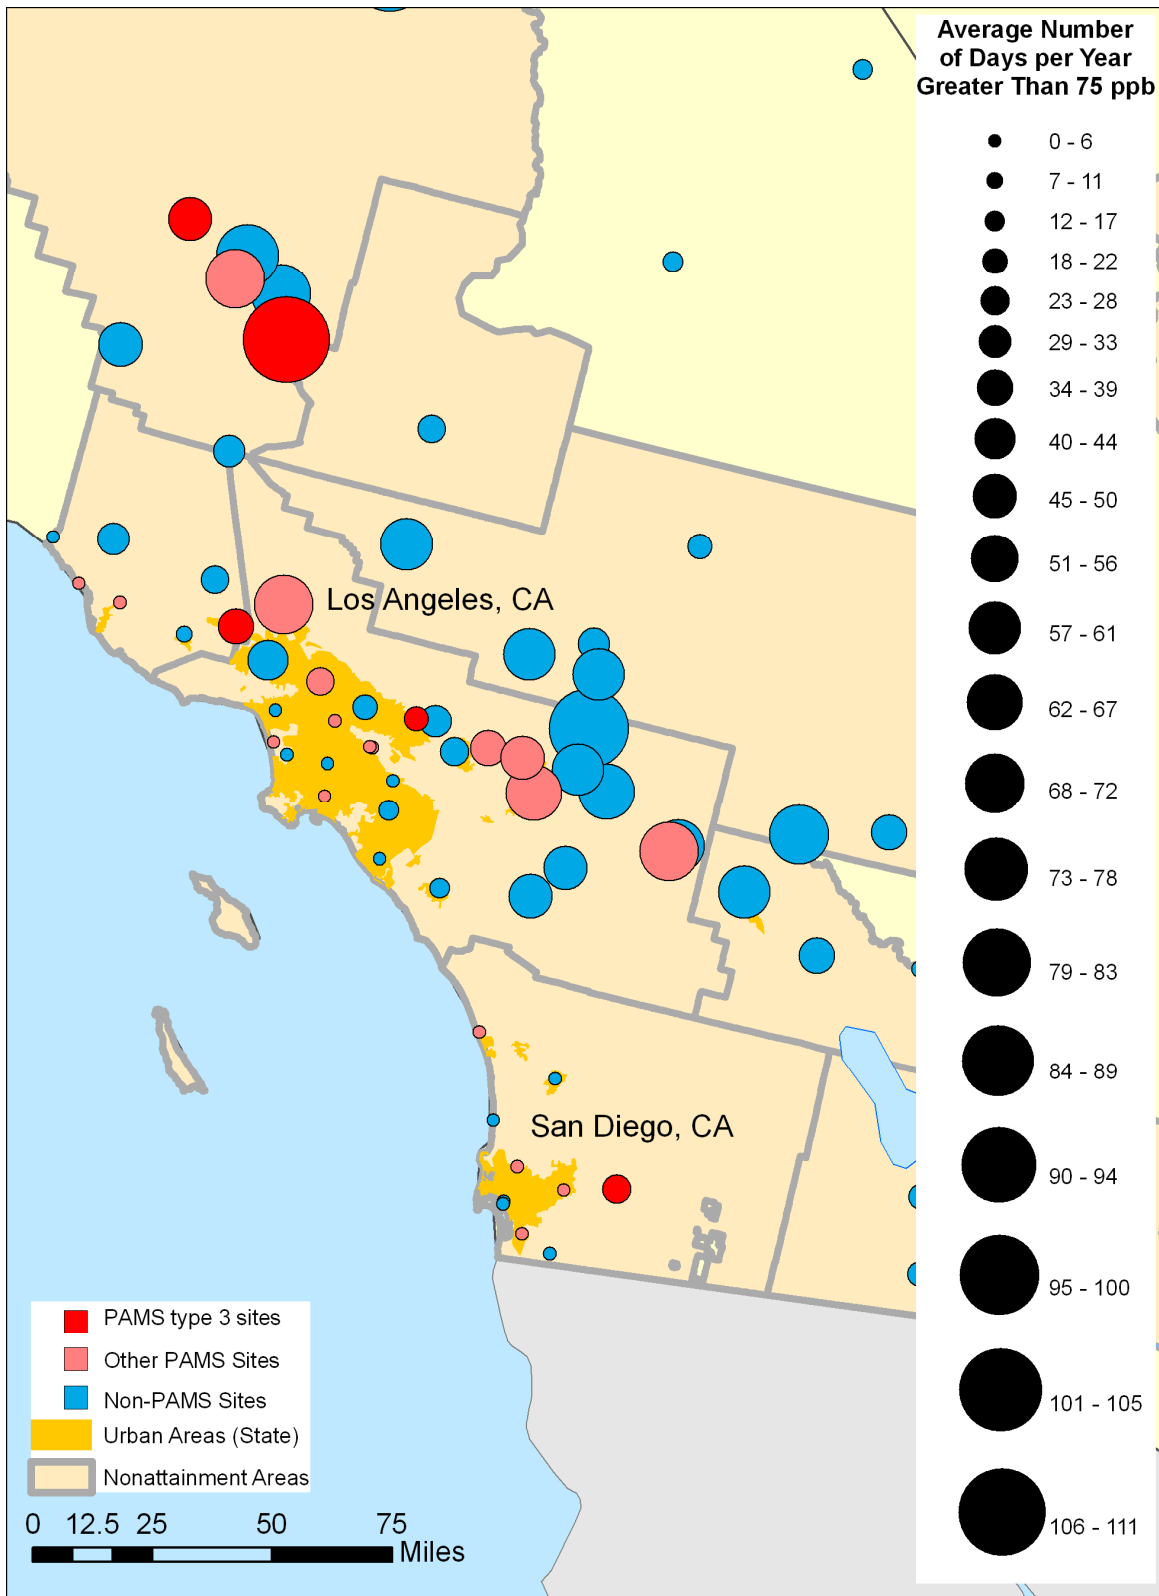 Average Number
of Days per Year
Greater Than 75 ppb
0 - 6
7 - 11
12 - 17
18 - 22
23 - 28
29 - 33
34 - 39
40 - 44
45 - 50
51 - 56
57 - 61
62 - 67
68 - 72
73 - 78
79 - 83
84 - 89
90 - 94
95 - 100
101 - 105
106 - 111
Los Angeles, CA
San Diego, CA
PAMS type 3 sites
Other PAMS Sites
Non-PAMS Sites
Urban Areas (State)
Nonattainment Areas
0 12.5 25 50 75
Miles